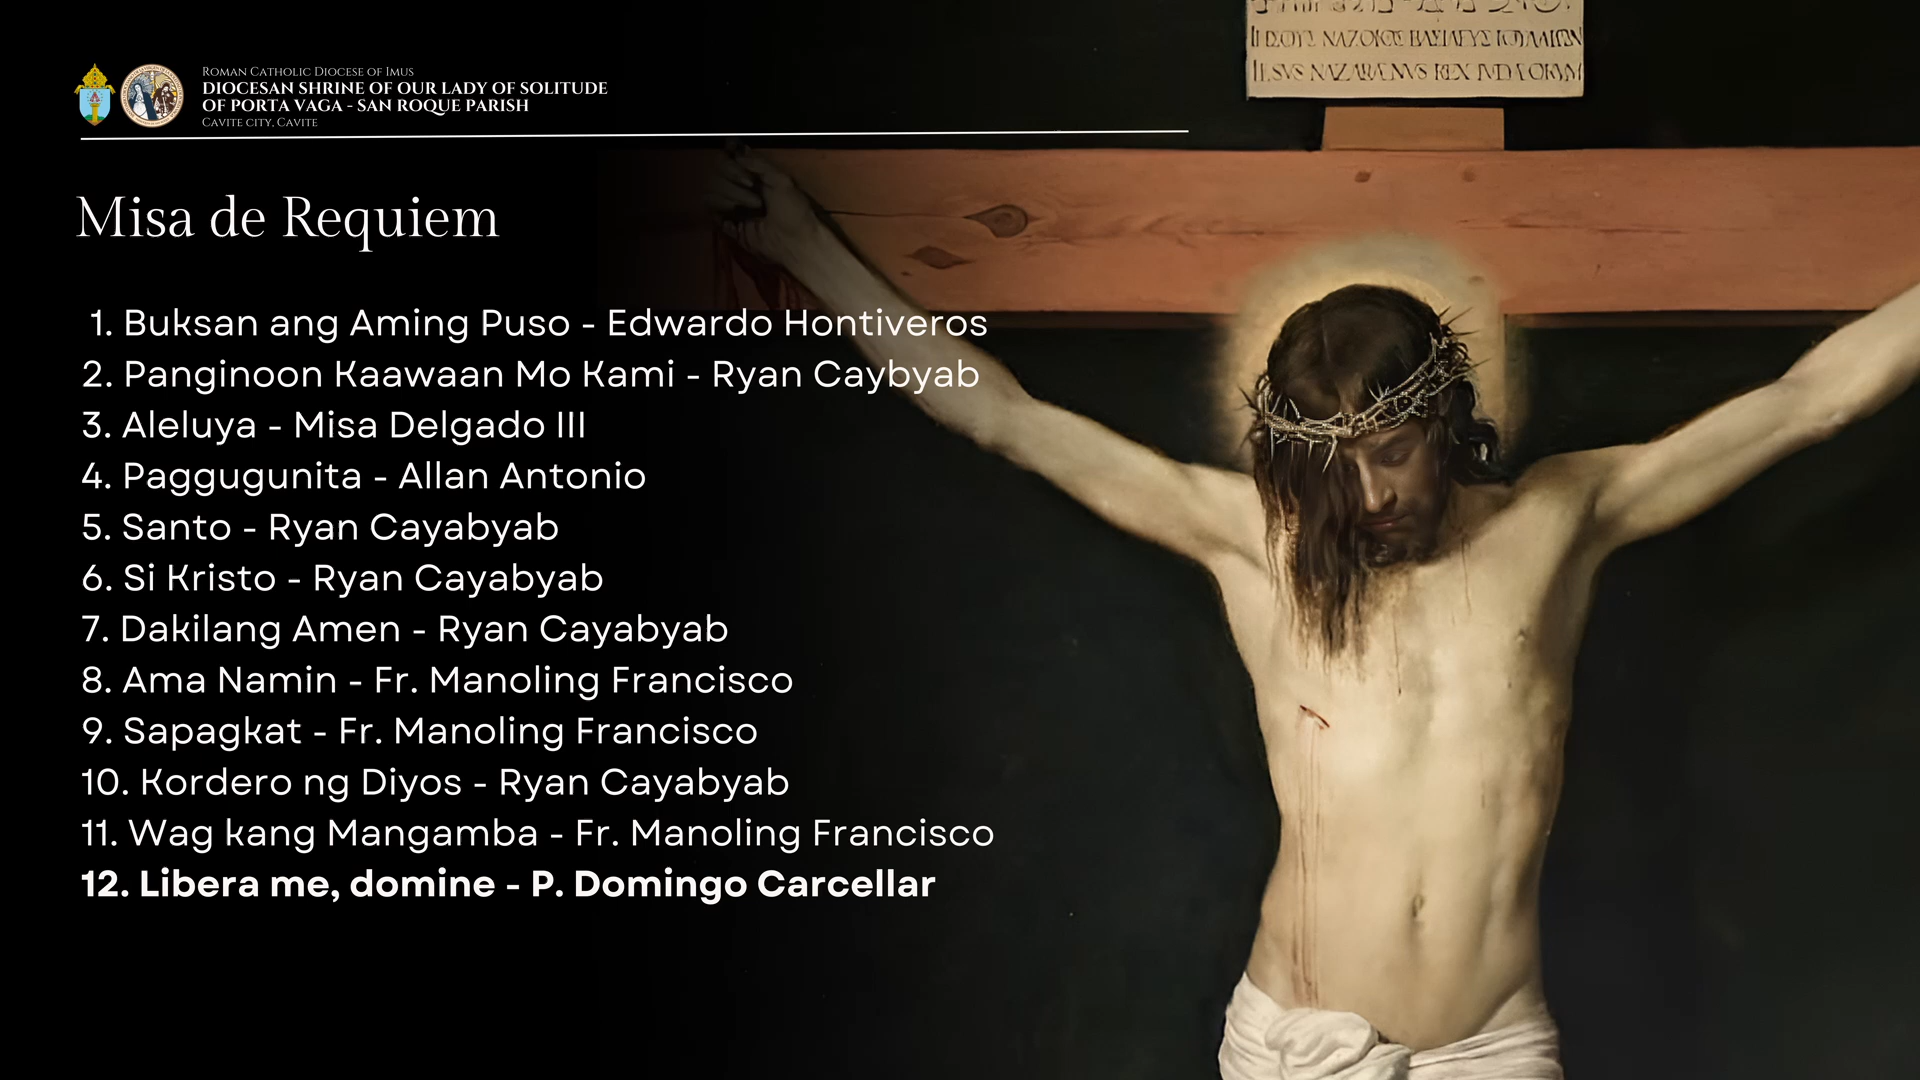 ROMAN CATHOLIC DIOCESE OF IMUS
DIOCESAN SHRINE OF OUR LADY OF SOLITUDE
OF PORTA VAGA - SAN ROQUE PARISH
CAVITE CITY, CAVITE
Misa de Requiem
1. Buksan ang Aming Puso - Edwardo Hontiveros
2. Panginoon Kaawaan Mo Kami - Ryan Caybyab
3. Aleluya - Misa Delgado III
4. Paggugunita - Allan Antonio
5. Santo - Ryan Cayabyab
6. Si Kristo - Ryan Cayabyab
7. Dakilang Amen - Ryan Cayabyab
8. Ama Namin - Fr. Manoling Francisco
9. Sapagkat - Fr. Manoling Francisco
10. Kordero ng Diyos - Ryan Cayabyab
11. Wag kang Mangamba - Fr. Manoling Francisco
12. Libera me, domine - P. Domingo Carcellar
IESVS NAZARENVS REX IVDEORVM